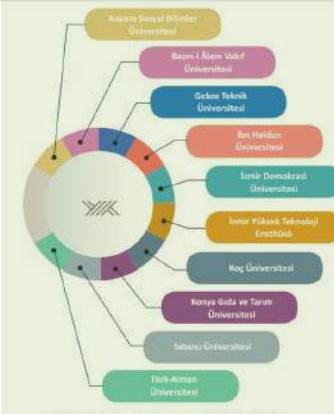 Ankara Sosyal Bilimler
Üniversitesi
Bezm-i Âlem Vakıf
Üniversitesi
Gebze Teknik
Üniversitesi
İbn Haldun
Üniversitesi
İzmir Demokrasi
Üniversitesi
İzmir Yüksek Teknoloji
Enstitüsü
Koç Üniversitesi
Konya Gıda ve Tarım
Üniversitesi
Sabancı Üniversitesi
Türk-Alman
Üniversitesi